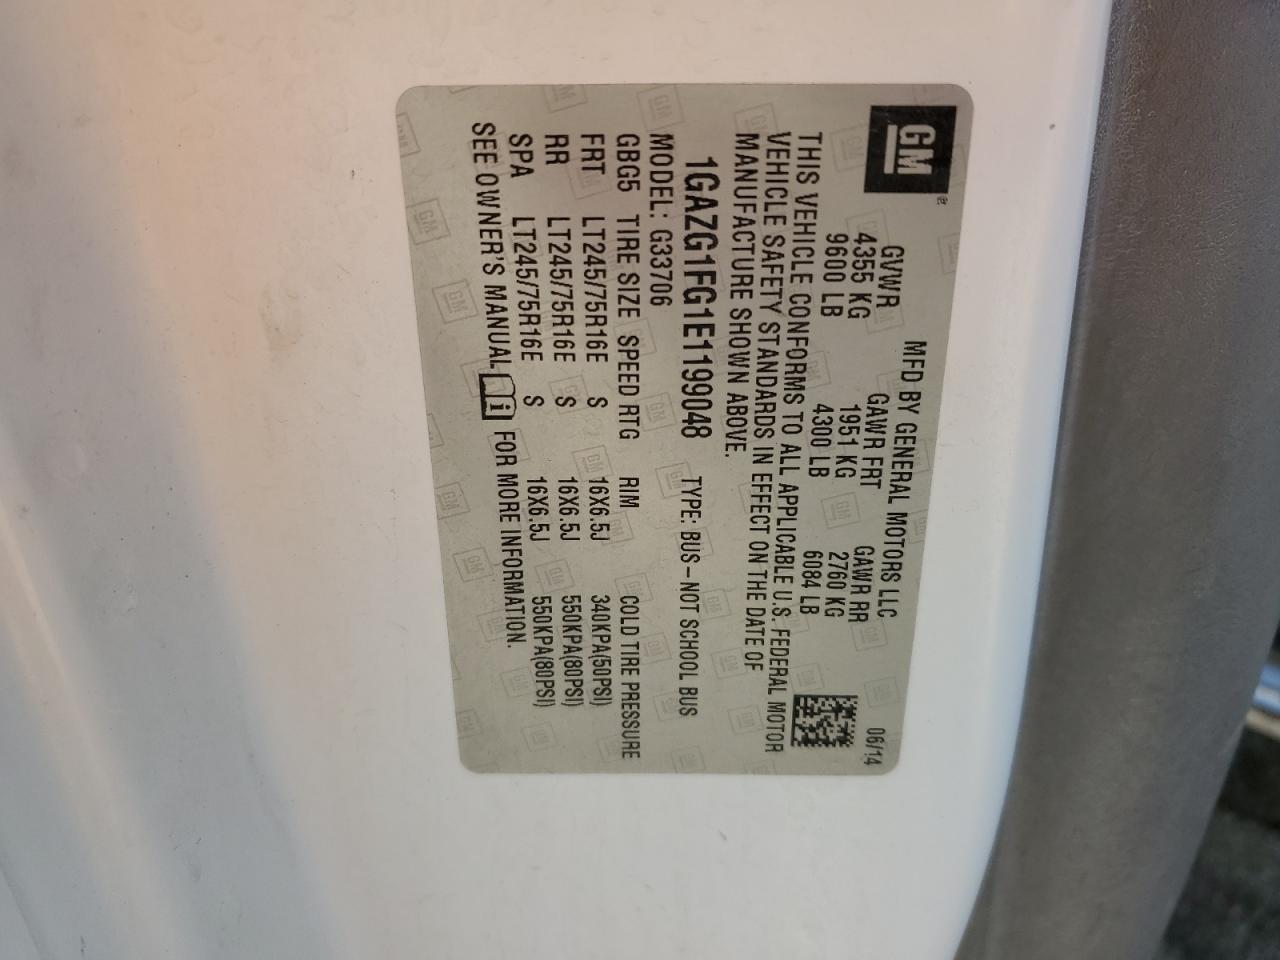 GM®
MFD BY GENERAL MOTORS LLC 06/14
GVWR GAWR FRT GAWR RR
4355 KG 1951 KG 2760 KG
9600 LB 4300 LB 6084 LB
THIS VEHICLE CONFORMS TO ALL APPLICABLE U.S. FEDERAL MOTOR
VEHICLE SAFETY STANDARDS IN EFFECT ON THE DATE OF
MANUFACTURE SHOWN ABOVE.
1GAZG1FG1E1199048 TYPE: BUS-NOT SCHOOL BUS
MODEL: G33706
GBG5 TIRE SIZE SPEED RTG RIM COLD TIRE PRESSURE
FRT LT245/75R16E S 16X6.5J 340KPA(50PSI)
RR LT245/75R16E S 16X6.5J 550KPA(80PSI)
SPA LT245/75R16E S 16X6.5J 550KPA(80PSI)
SEE OWNER'S MANUAL i FOR MORE INFORMATION.